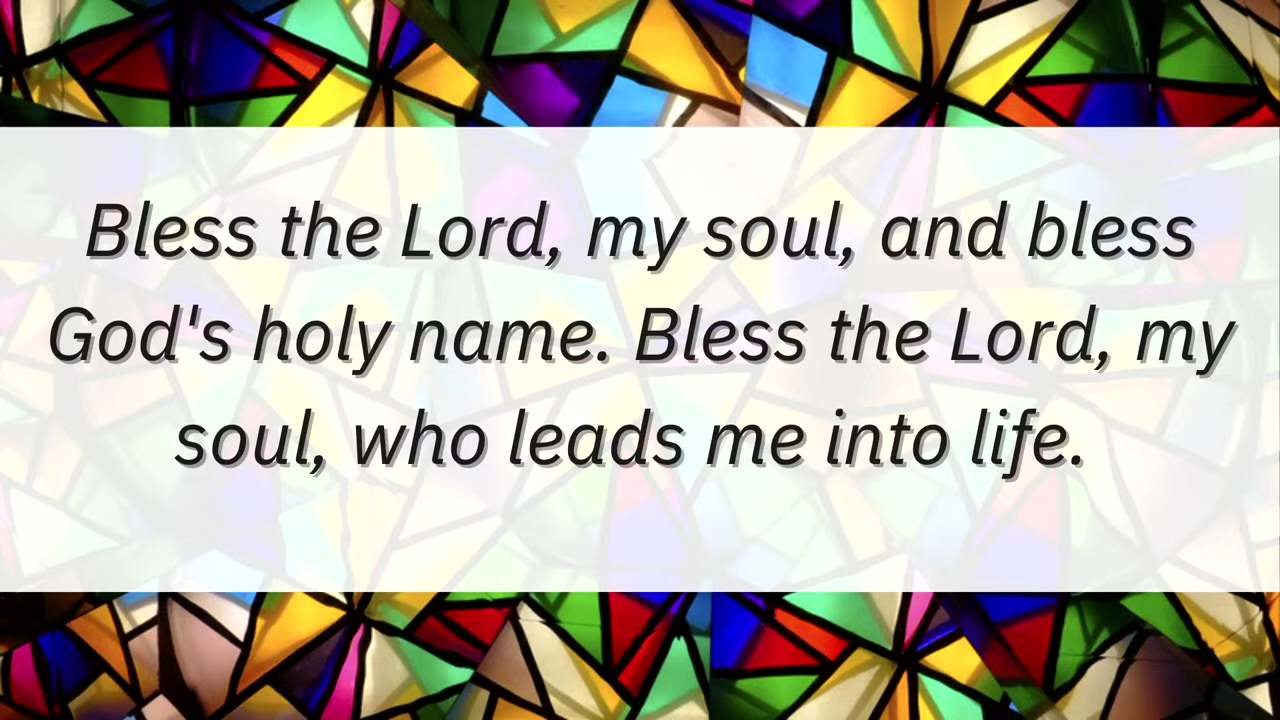 Bless the Lord, my soul, and bless
God's holy name. Bless the Lord, my
soul, who leads me into life.